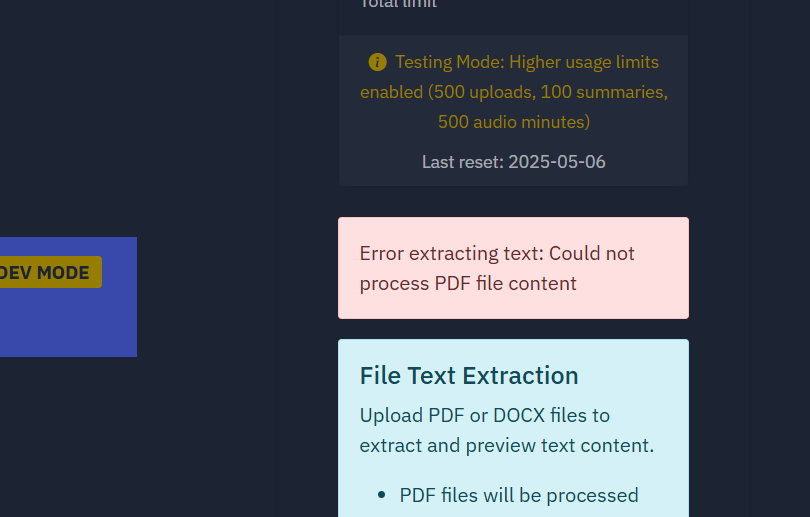 Total limit
Testing Mode: Higher usage limits
enabled (500 uploads, 100 summaries,
500 audio minutes)
Last reset: 2025-05-06
DEV MODE
Error extracting text: Could not
process PDF file content
File Text Extraction
Upload PDF or DOCX files to
extract and preview text content.
• PDF files will be processed